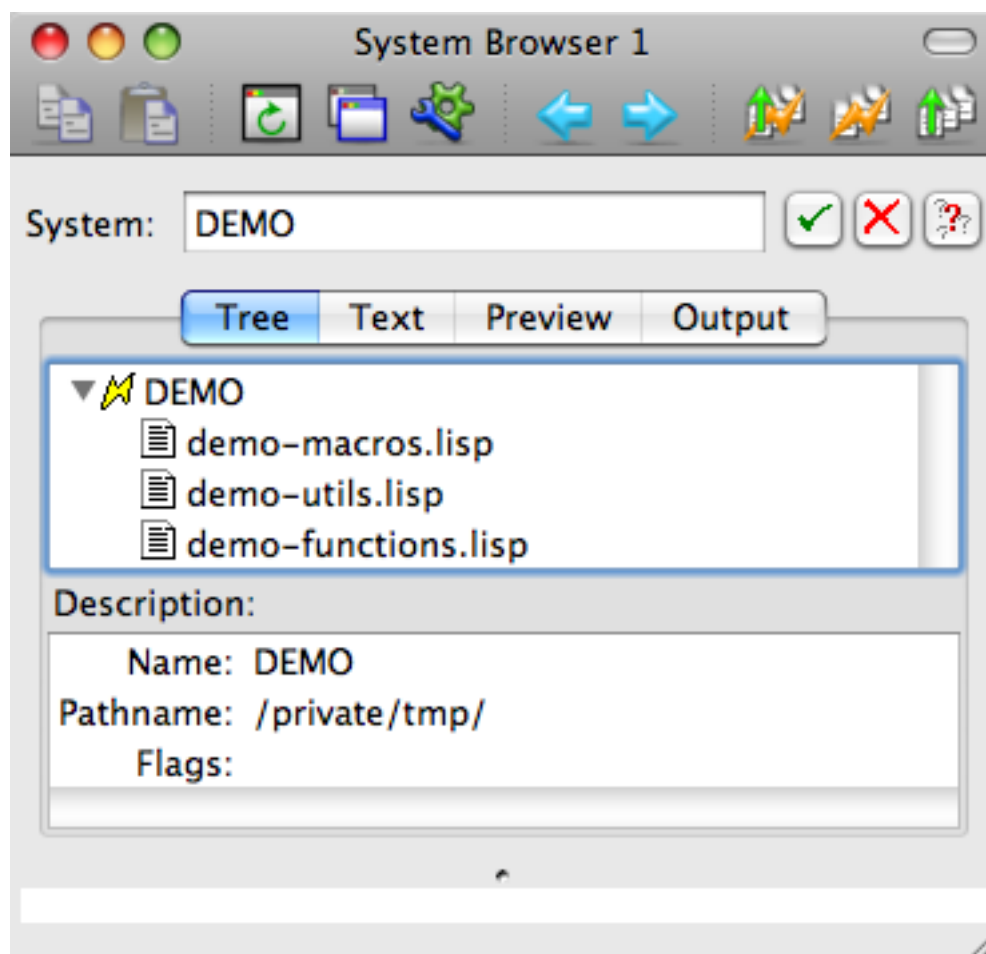 System Browser 1
System: DEMO
Tree Text Preview Output
DEMO
demo-macros.lisp
demo-utils.lisp
demo-functions.lisp
Description:
Name: DEMO
Pathname: /private/tmp/
Flags: